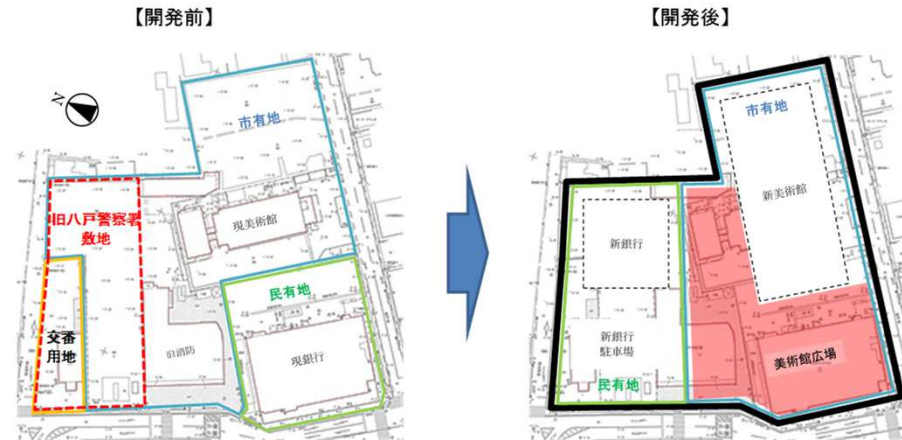 【開発前】
【開発後】
N
市有地
旧八戸警察署
敷地
現美術館
民有地
交番
用地
旧消防
現銀行
市有地
新美術館
新銀行
新銀行
駐車場
民有地
美術館広場